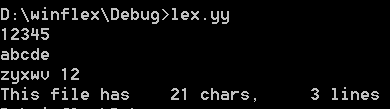 D:\winflex\Debug>lex.yy
12345
abcde
zyxwv 12
This file has    21 chars,     3 lines